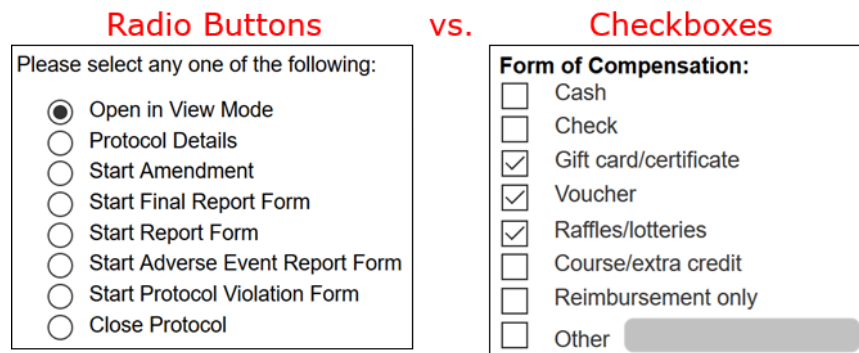 Radio Buttons vs. Checkboxes
Please select any one of the following:
Open in View Mode
Protocol Details
Start Amendment
Start Final Report Form
Start Report Form
Start Adverse Event Report Form
Start Protocol Violation Form
Close Protocol
Form of Compensation:
Cash
Check
Gift card/certificate
Voucher
Raffles/lotteries
Course/extra credit
Reimbursement only
Other